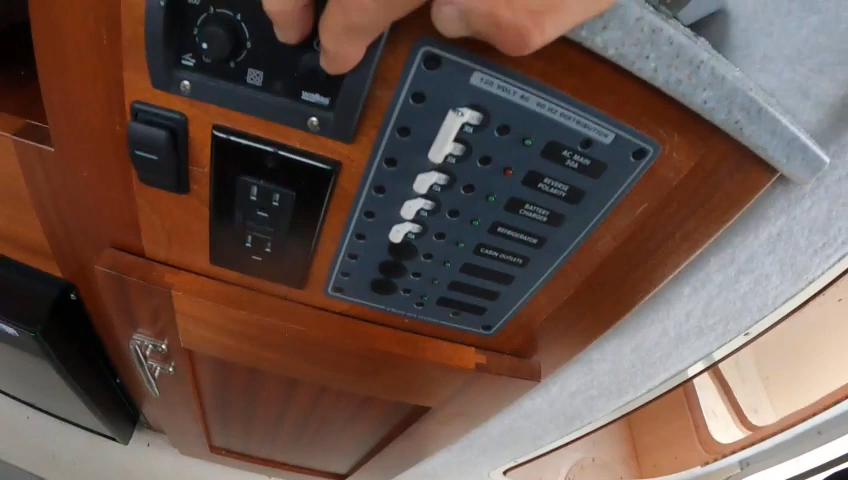 120 VOLT AC 60 HZ DISTRIBUTION
AC MAIN
30A
REVERSE
POLARITY
BATTERY
CHARGER
REFRIGERATOR
CABIN OUTLETS